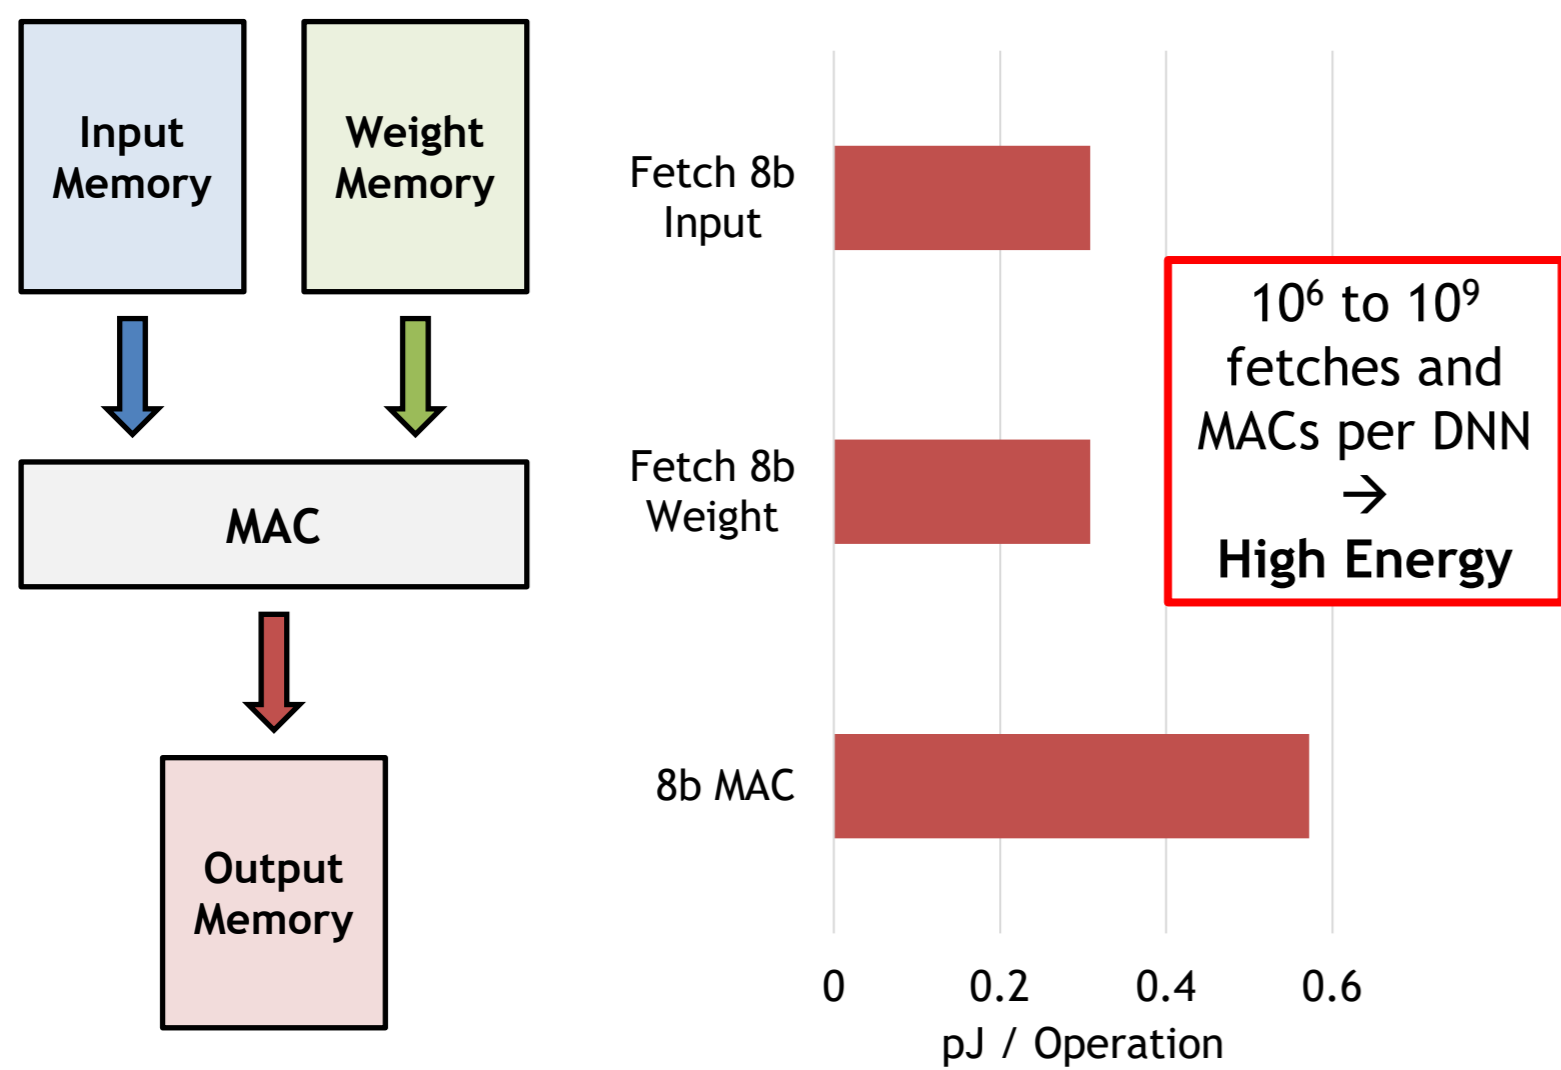 Input
Memory
Weight
Memory
MAC
Output
Memory
Fetch 8b
Input
Fetch 8b
Weight
8b MAC
0
0.2
0.4
0.6
pJ / Operation
10⁶ to 10⁹
fetches and
MACs per DNN
→
High Energy